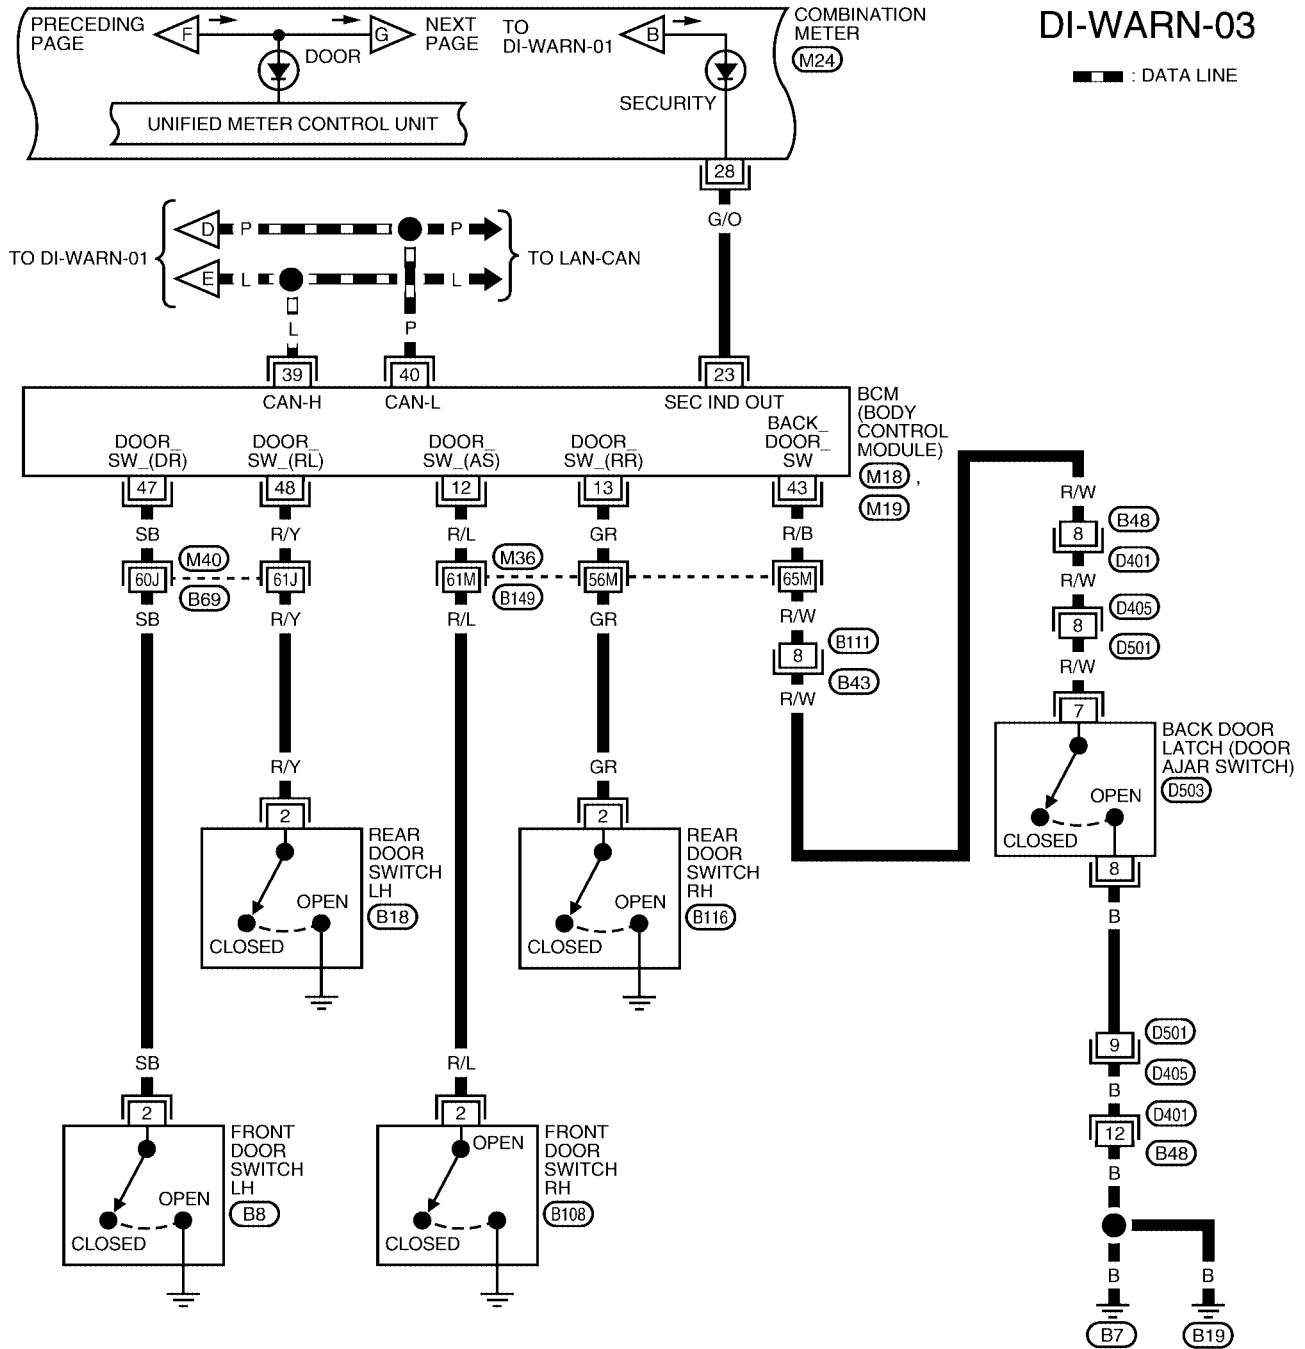 DI-WARN-03
: DATA LINE
PRECEDING
PAGE
F
G
NEXT
PAGE
DOOR
TO
DI-WARN-01
B
SECURITY
COMBINATION
METER
M24
UNIFIED METER CONTROL UNIT
28
G/O
TO DI-WARN-01
D
P
P
E
L
L
TO LAN-CAN
L
P
39
40
23
CAN-H
CAN-L
SEC IND OUT
BCM
(BODY
CONTROL
MODULE)
M18 ,
M19
DOOR_
SW_(DR)
DOOR_
SW_(RL)
DOOR_
SW_(AS)
DOOR_
SW_(RR)
BACK_
DOOR_
SW
47
48
12
13
43
SB
R/Y
R/L
GR
R/B
60J
M40
B69
61J
61M
M36
B149
56M
65M
SB
R/Y
R/L
GR
R/W
8
B111
B43
R/W
R/W
8
B48
D401
R/W
8
D405
D501
R/W
7
BACK DOOR
LATCH (DOOR
AJAR SWITCH)
D503
OPEN
CLOSED
8
B
9
D501
D405
B
12
D401
B48
B
B
B
B7
B19
R/Y
2
REAR
DOOR
SWITCH
LH
B18
OPEN
CLOSED
GR
2
REAR
DOOR
SWITCH
RH
B116
OPEN
CLOSED
SB
2
FRONT
DOOR
SWITCH
LH
B8
OPEN
CLOSED
R/L
2
OPEN
FRONT
DOOR
SWITCH
RH
B108
CLOSED